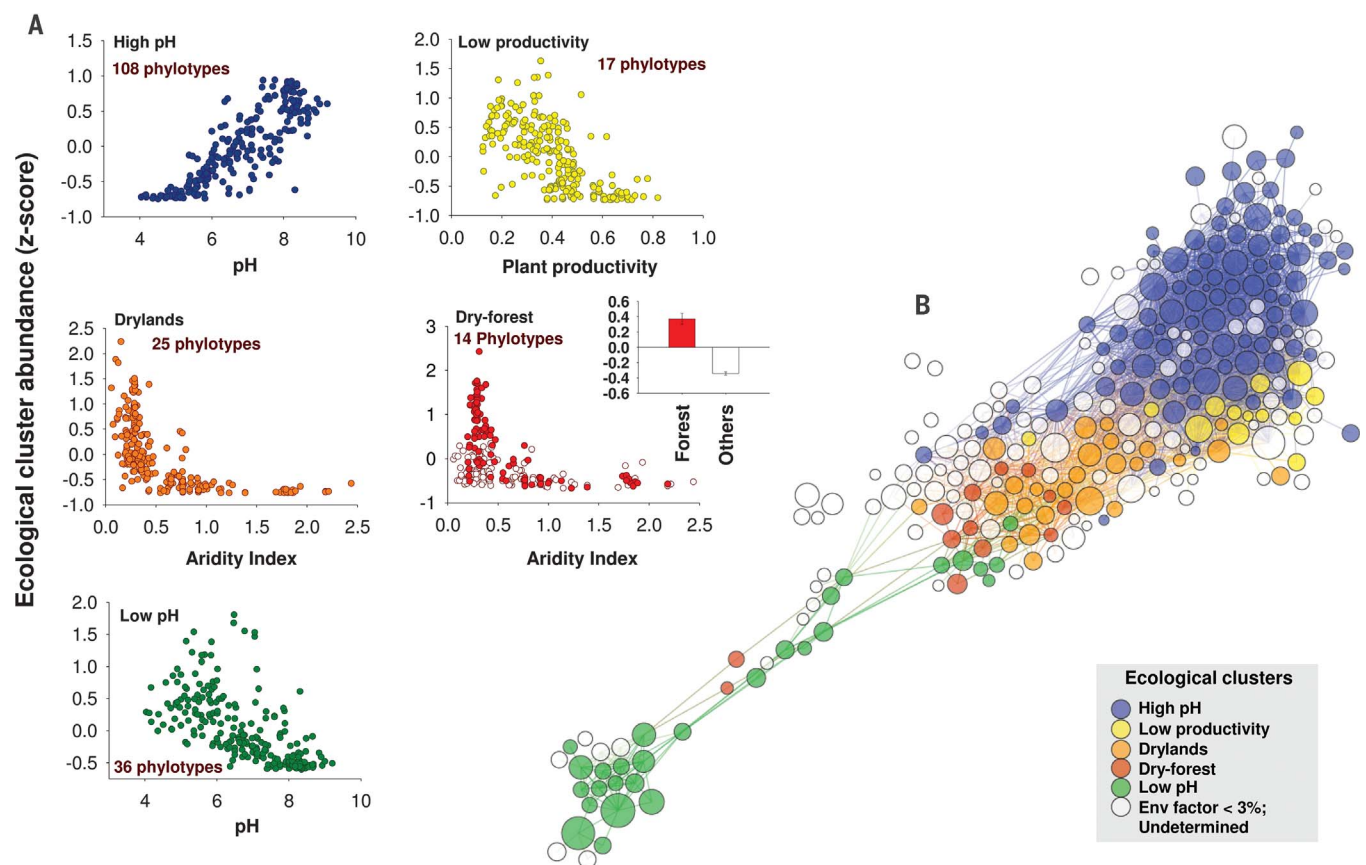 A
Ecological cluster abundance (z-score)
High pH
108 phylotypes
1.5
1.0
0.5
0.0
-0.5
-1.0
4 6 8 10
pH
Low productivity
17 phylotypes
2.0
1.5
1.0
0.5
0.0
-0.5
-1.0
0.0 0.2 0.4 0.6 0.8 1.0
Plant productivity
Drylands
25 phylotypes
2.5
2.0
1.5
1.0
0.5
0.0
-0.5
-1.0
0.0 0.5 1.0 1.5 2.0 2.5
Aridity Index
Dry-forest
14 Phylotypes
3
2
1
0
-1
0.0 0.5 1.0 1.5 2.0 2.5
Aridity Index
0.6
0.4
0.2
0.0
-0.2
-0.4
-0.6
Forest
Others
Low pH
36 phylotypes
2.0
1.5
1.0
0.5
0.0
-0.5
4 6 8 10
pH
B
Ecological clusters
High pH
Low productivity
Drylands
Dry-forest
Low pH
Env factor < 3%;
Undetermined